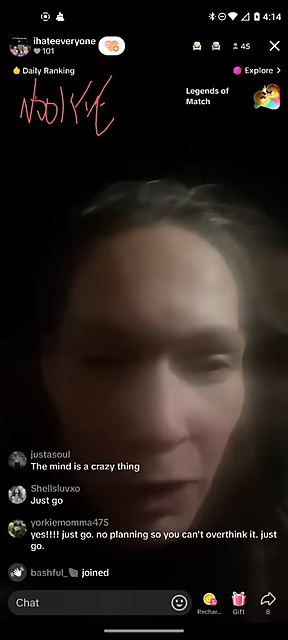 4:14
ihateeveryone
101
45
Daily Ranking
Explore >
Legends of
Match
justasoul
The mind is a crazy thing
Shellsluvxo
Just go
yorkiemomma475
yes!!!! just go. no planning so you can't overthink it. just
go.
bashful_ joined
Chat
Rechar...
Gift
8